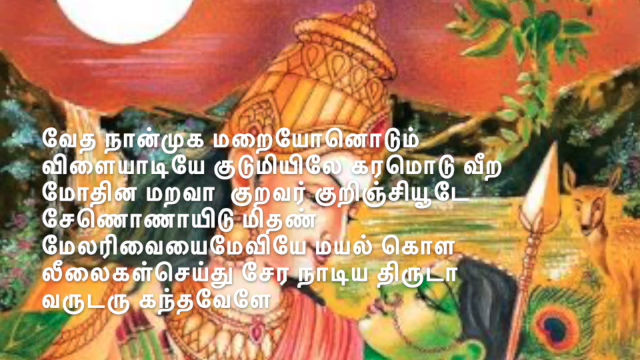 வேத நான்முக மறையோனொடும்
விளையாடியே குடுமியிலே கரமொடு வீற
மோதின மறவா குறவர் குறிஞ்சியூடே
சேணொணாயிடு மிதண்
மேலரிவையைமேவியே மயல் கொள
லீலைகள்செய்து சேர நாடிய திருடா
வருடரு கந்தவேளே